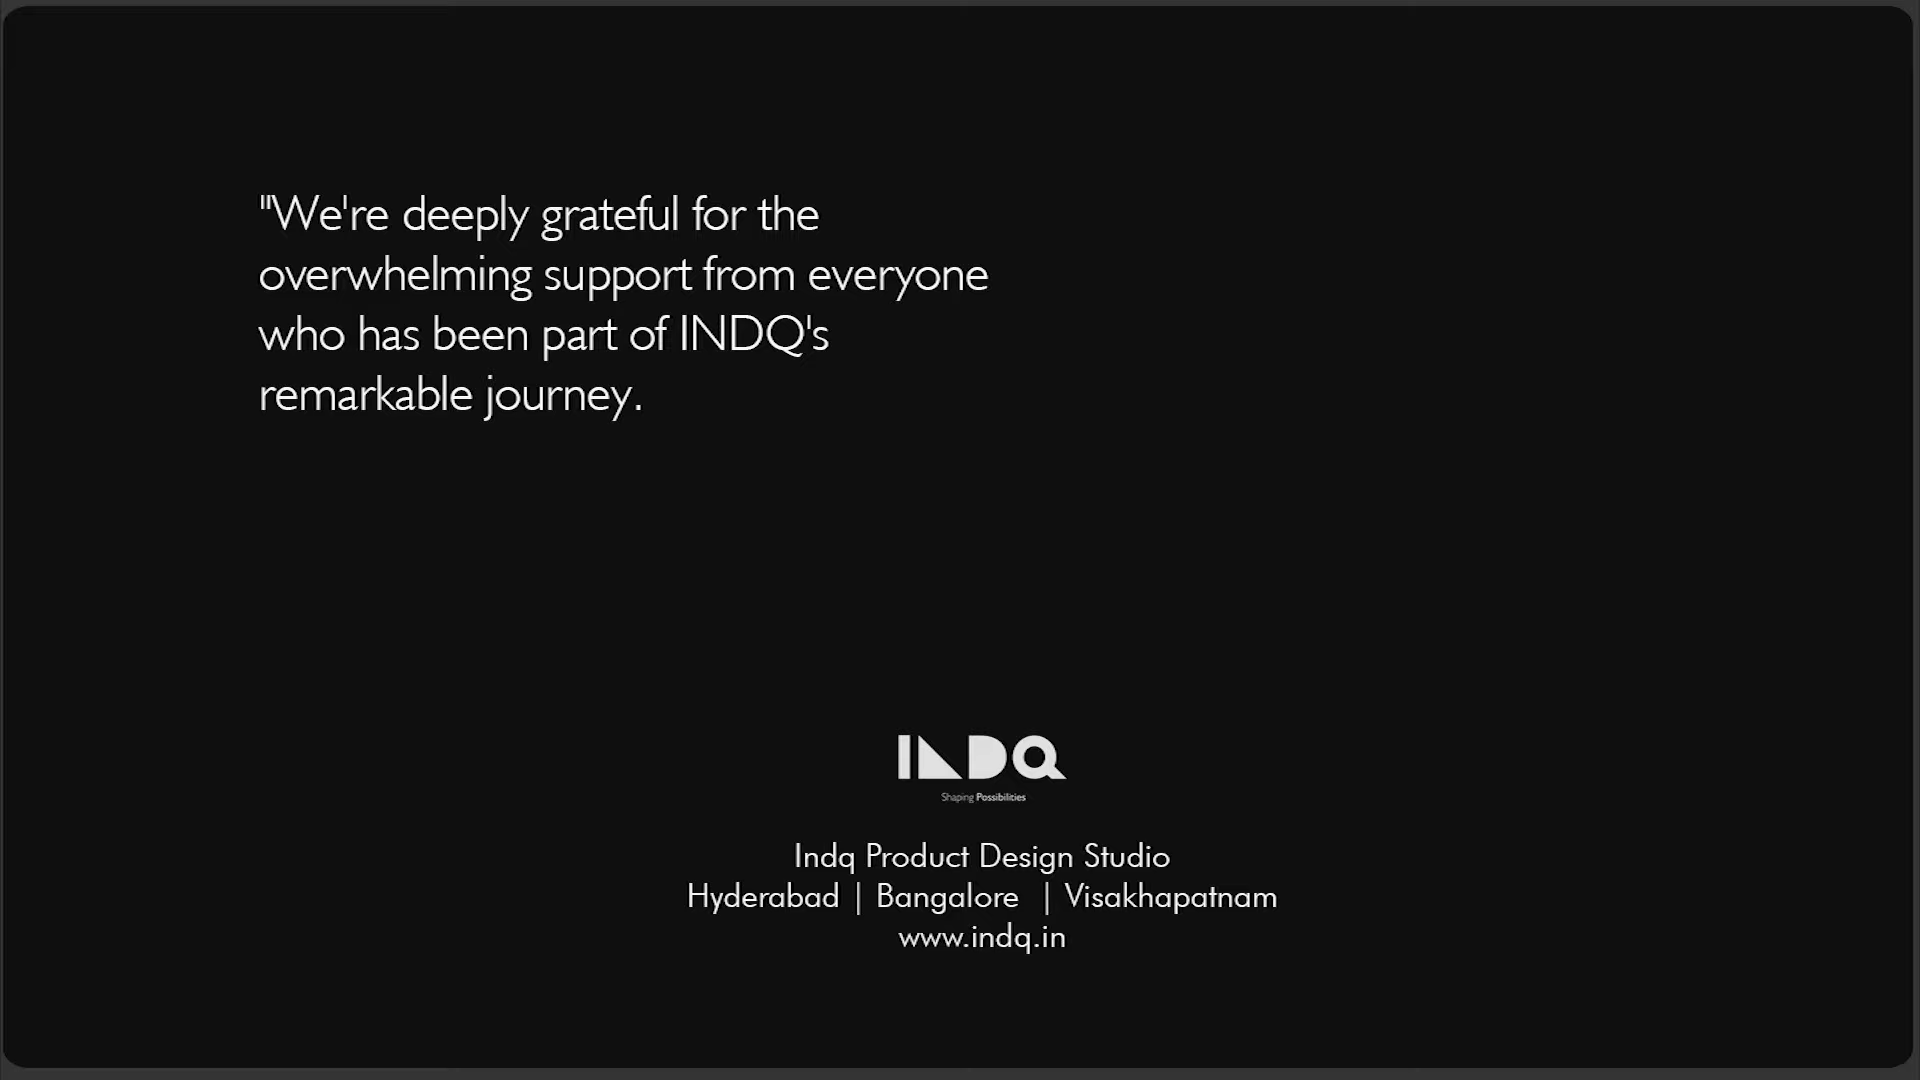 "We're deeply grateful for the
overwhelming support from everyone
who has been part of INDQ's
remarkable journey.
INDQ
Shaping Possibilities
Indq Product Design Studio
Hyderabad | Bangalore | Visakhapatnam
www.indq.in